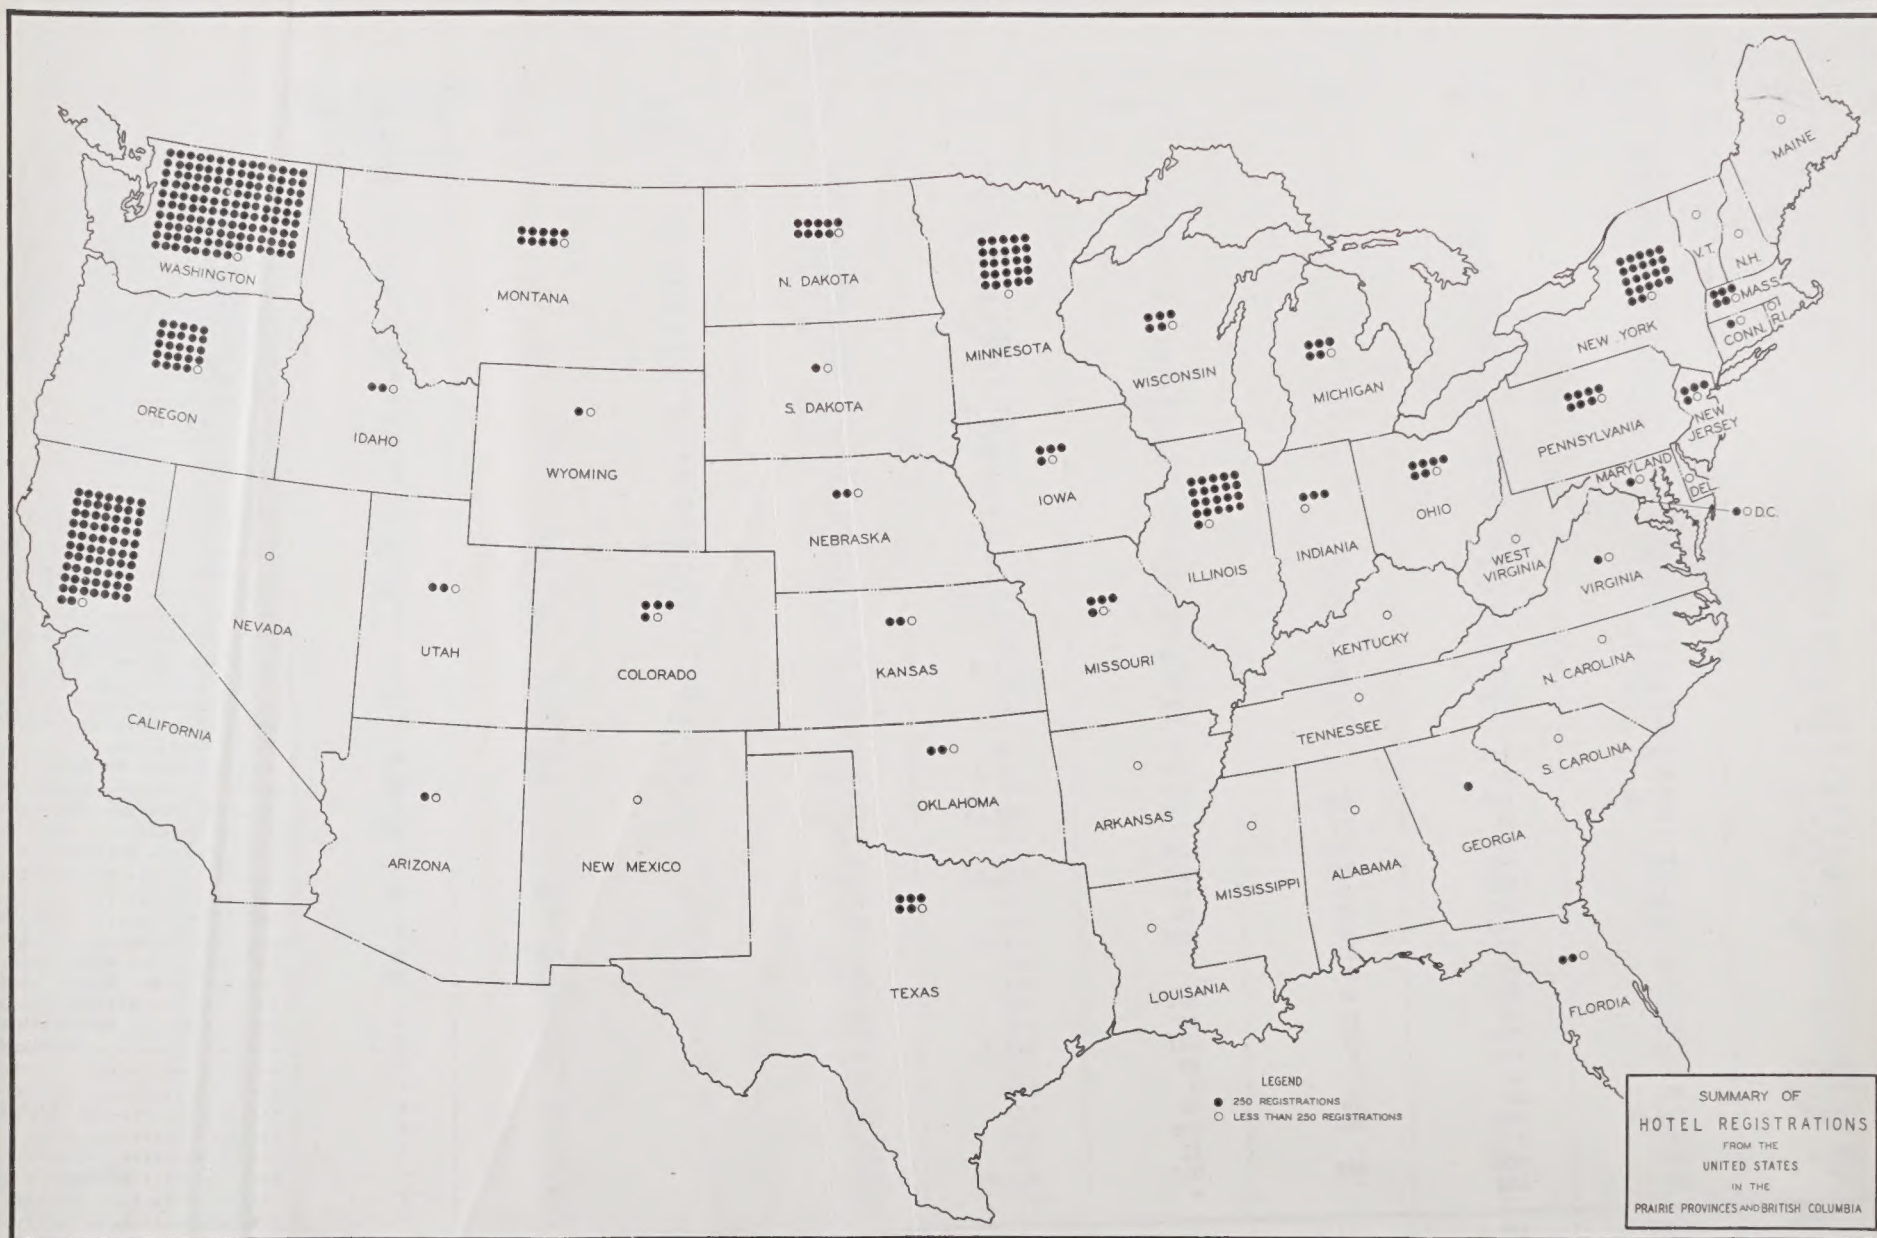 WASHINGTON
OREGON
CALIFORNIA
NEVADA
IDAHO
MONTANA
WYOMING
UTAH
COLORADO
ARIZONA
NEW MEXICO
N. DAKOTA
S. DAKOTA
NEBRASKA
KANSAS
OKLAHOMA
TEXAS
MINNESOTA
IOWA
MISSOURI
ARKANSAS
LOUISANIA
WISCONSIN
ILLINOIS
MICHIGAN
INDIANIA
OHIO
KENTUCKY
TENNESSEE
MISSISSIPPI
ALABAMA
GEORGIA
FLORDIA
S. CAROLINA
N. CAROLINA
VIRGINIA
WEST
VIRGINIA
MARYLAND
DEL.
D.C.
PENNSYLVANIA
NEW
JERSEY
NEW YORK
CONN.
R.I.
MASS.
V.T.
N.H.
MAINE
LEGEND
250 REGISTRATIONS
LESS THAN 250 REGISTRATIONS
SUMMARY OF
HOTEL REGISTRATIONS
FROM THE
UNITED STATES
IN THE
PRAIRIE PROVINCES AND BRITISH COLUMBIA